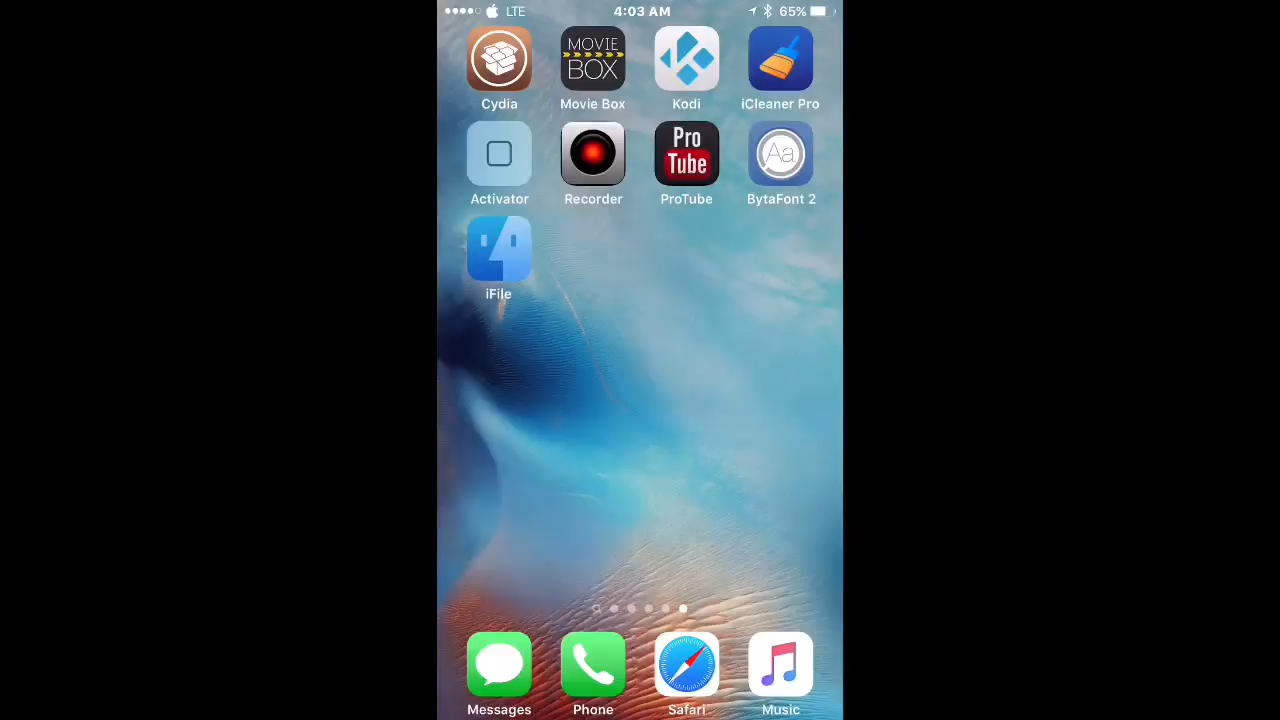 LTE 4:03 AM 65%
MOVIE
BOX
Cydia Movie Box Kodi iCleaner Pro
Pro
Tube
Aa
Activator Recorder ProTube BytaFont 2
iFile
Messages Phone Safari Music